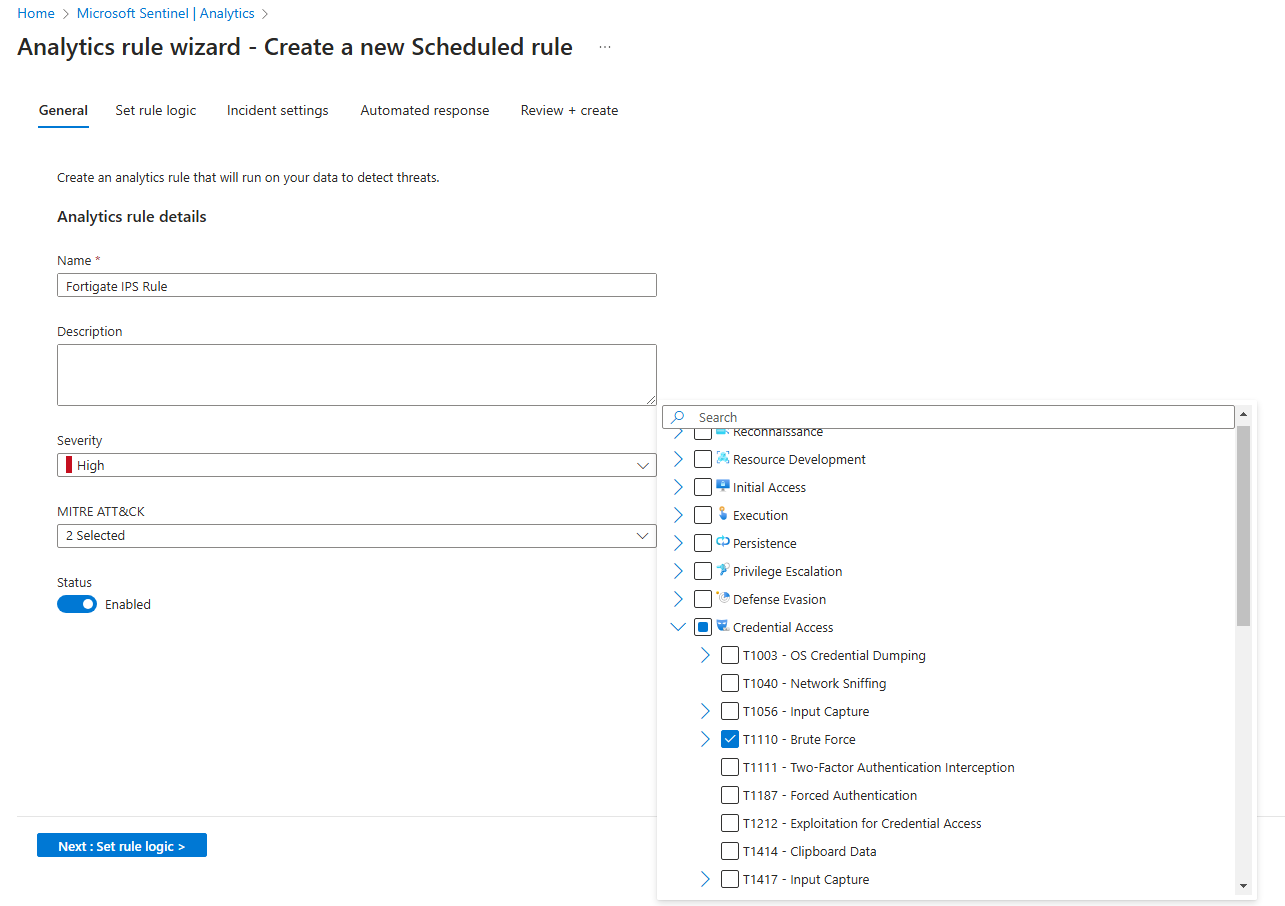 Home > Microsoft Sentinel | Analytics >
Analytics rule wizard - Create a new Scheduled rule ...
General Set rule logic Incident settings Automated response Review + create
Create an analytics rule that will run on your data to detect threats.
Analytics rule details
Name *
Fortigate IPS Rule
Description
Severity
High
MITRE ATT&CK
2 Selected
Status
Enabled
Next : Set rule logic >
Search
Reconnaissance
Resource Development
Initial Access
Execution
Persistence
Privilege Escalation
Defense Evasion
Credential Access
T1003 - OS Credential Dumping
T1040 - Network Sniffing
T1056 - Input Capture
T1110 - Brute Force
T1111 - Two-Factor Authentication Interception
T1187 - Forced Authentication
T1212 - Exploitation for Credential Access
T1414 - Clipboard Data
T1417 - Input Capture